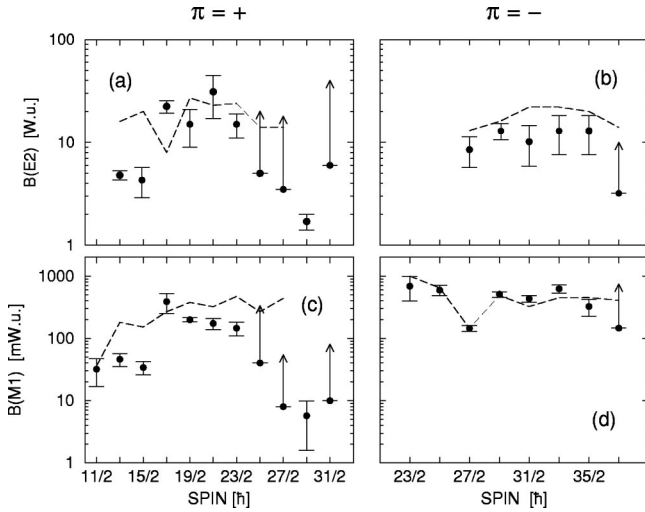 π = + π = −
100
10
1
B(E2) [W.u.]
(a)
(b)
1000
100
10
1
B(M1) [mW.u.]
(c)
(d)
11/2 15/2 19/2 23/2 27/2 31/2
SPIN [ħ]
23/2 27/2 31/2 35/2
SPIN [ħ]